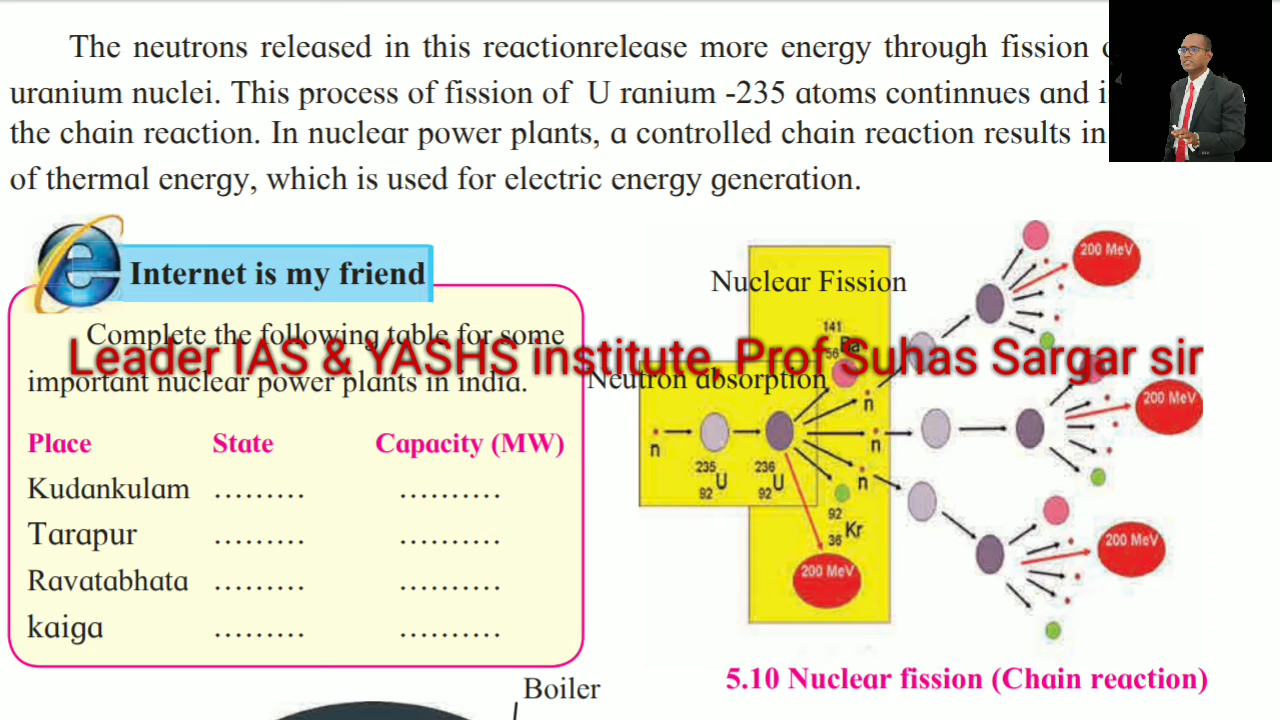 The neutrons released in this reactionrelease more energy through fission
uranium nuclei. This process of fission of U ranium -235 atoms continnues and
the chain reaction. In nuclear power plants, a controlled chain reaction results in
of thermal energy, which is used for electric energy generation.
Internet is my friend
Complete the following table for some
important nuclear power plants in india.
Place State Capacity (MW)
Kudankulam ......... ..........
Tarapur ......... ..........
Ravatabhata ......... ..........
kaiga ......... ..........
Leader IAS & YASHS institute, Prof Suhas Sargar sir
Nuclear Fission
Neutron absorption
141
56 Ba
n
n
n
n
235
92 U
236
92 U
92
36 Kr
200 MeV
200 MeV
200 MeV
200 MeV
5.10 Nuclear fission (Chain reaction)
Boiler